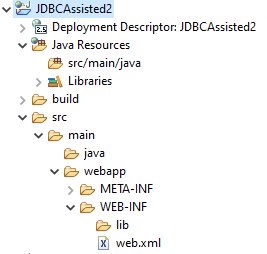 JDBCAssisted2
Deployment Descriptor: JDBCAssisted2
Java Resources
src/main/java
Libraries
build
src
main
java
webapp
META-INF
WEB-INF
lib
web.xml